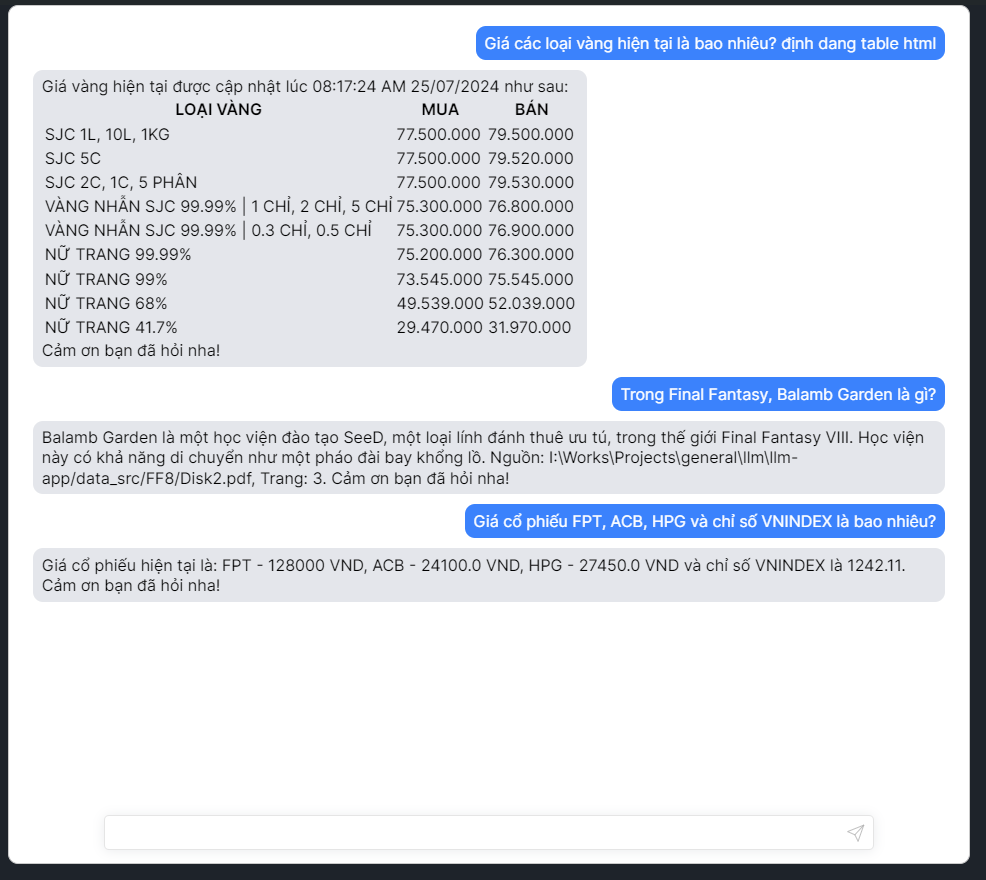 Giá các loại vàng hiện tại là bao nhiêu? định dang table html
Giá vàng hiện tại được cập nhật lúc 08:17:24 AM 25/07/2024 như sau:
LOẠI VÀNG MUA BÁN
SJC 1L, 10L, 1KG 77.500.000 79.500.000
SJC 5C 77.500.000 79.520.000
SJC 2C, 1C, 5 PHÂN 77.500.000 79.530.000
VÀNG NHẪN SJC 99.99% | 1 CHỈ, 2 CHỈ, 5 CHỈ 75.300.000 76.800.000
VÀNG NHẪN SJC 99.99% | 0.3 CHỈ, 0.5 CHỈ 75.300.000 76.900.000
NỮ TRANG 99.99% 75.200.000 76.300.000
NỮ TRANG 99% 73.545.000 75.545.000
NỮ TRANG 68% 49.539.000 52.039.000
NỮ TRANG 41.7% 29.470.000 31.970.000
Cảm ơn bạn đã hỏi nha!
Trong Final Fantasy, Balamb Garden là gì?
Balamb Garden là một học viện đào tạo SeeD, một loại lính đánh thuê ưu tú, trong thế giới Final Fantasy VIII. Học viện
này có khả năng di chuyển như một pháo đài bay khổng lồ. Nguồn: I:\Works\Projects\general\llm\llm-
app/data_src/FF8/Disk2.pdf, Trang: 3. Cảm ơn bạn đã hỏi nha!
Giá cổ phiếu FPT, ACB, HPG và chỉ số VNINDEX là bao nhiêu?
Giá cổ phiếu hiện tại là: FPT - 128000 VND, ACB - 24100.0 VND, HPG - 27450.0 VND và chỉ số VNINDEX là 1242.11.
Cảm ơn bạn đã hỏi nha!